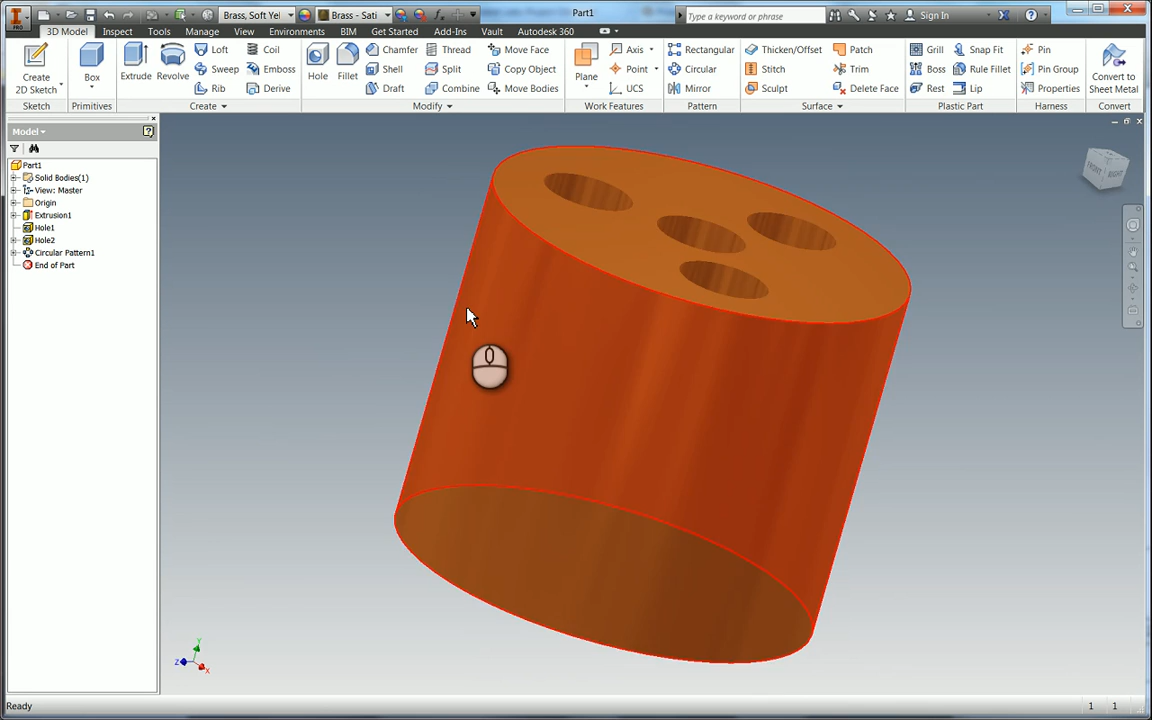 Brass, Soft Yel
Brass - Sati
Part1
Type a keyword or phrase
Sign In
PRO
3D Model
Inspect
Tools
Manage
View
Environments
BIM
Get Started
Add-Ins
Vault
Autodesk 360
Create
2D Sketch
Box
Extrude
Revolve
Loft
Coil
Sweep
Emboss
Rib
Derive
Hole
Fillet
Chamfer
Thread
Move Face
Shell
Split
Copy Object
Draft
Combine
Move Bodies
Plane
Axis
Point
UCS
Rectangular
Circular
Mirror
Thicken/Offset
Patch
Stitch
Trim
Sculpt
Delete Face
Grill
Snap Fit
Boss
Rule Fillet
Rest
Lip
Pin
Pin Group
Properties
Convert to
Sheet Metal
Sketch
Primitives
Create
Modify
Work Features
Pattern
Surface
Plastic Part
Harness
Convert
Model
Part1
Solid Bodies(1)
View: Master
Origin
Extrusion1
Hole1
Hole2
Circular Pattern1
End of Part
FRONT
RIGHT
Y
Z
X
Ready
1 1